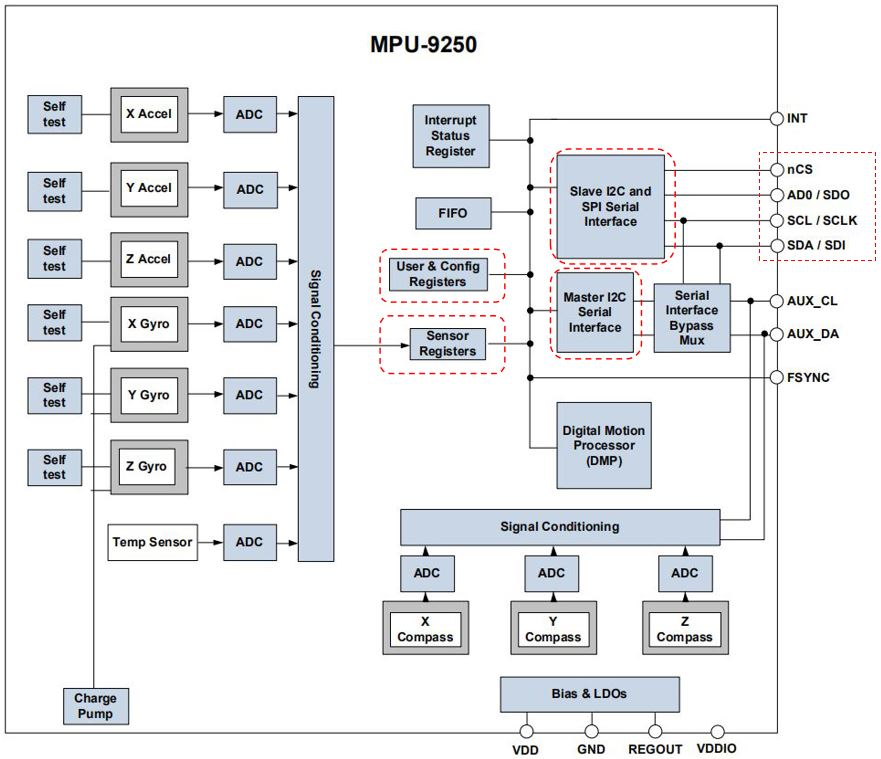 MPU-9250
Self
test
X Accel
ADC
Self
test
Y Accel
ADC
Self
test
Z Accel
ADC
Self
test
X Gyro
ADC
Self
test
Y Gyro
ADC
Self
test
Z Gyro
ADC
Temp Sensor
ADC
Charge
Pump
Signal Conditioning
Interrupt
Status
Register
FIFO
User & Config
Registers
Sensor
Registers
Slave I2C and
SPI Serial
Interface
Master I2C
Serial
Interface
Serial
Interface
Bypass
Mux
Digital Motion
Processor
(DMP)
INT
nCS
AD0 / SDO
SCL / SCLK
SDA / SDI
AUX_CL
AUX_DA
FSYNC
Signal Conditioning
ADC
ADC
ADC
X
Compass
Y
Compass
Z
Compass
Bias & LDOs
VDD
GND
REGOUT
VDDIO